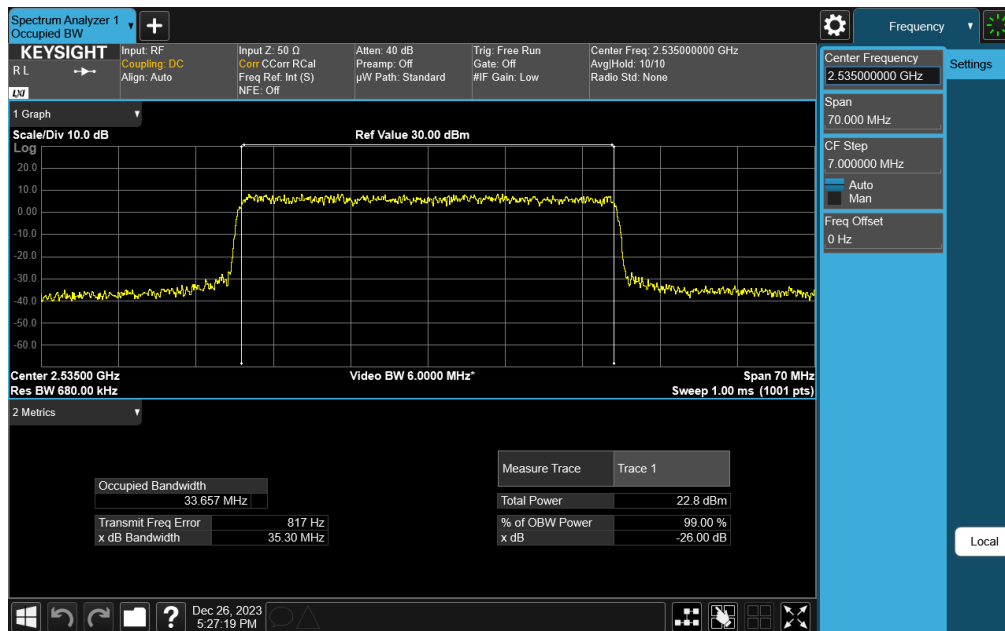 Spectrum Analyzer 1
Occupied BW
Frequency
KEYSIGHT
R L
LXI
Input: RF
Coupling: DC
Align: Auto
Input Z: 50 Ω
Corr CCorr RCal
Freq Ref: Int (S)
NFE: Off
Atten: 40 dB
Preamp: Off
µW Path: Standard
Trig: Free Run
Gate: Off
#IF Gain: Low
Center Freq: 2.535000000 GHz
Avg|Hold: 10/10
Radio Std: None
Center Frequency
2.535000000 GHz
Settings
Span
70.000 MHz
CF Step
7.000000 MHz
Auto
Man
Freq Offset
0 Hz
1 Graph
Scale/Div 10.0 dB
Ref Value 30.00 dBm
Log
20.0
10.0
0.00
-10.0
-20.0
-30.0
-40.0
-50.0
-60.0
Center 2.53500 GHz
Video BW 6.0000 MHz*
Span 70 MHz
Res BW 680.00 kHz
Sweep 1.00 ms (1001 pts)
2 Metrics
Measure Trace Trace 1
Occupied Bandwidth
33.657 MHz
Total Power 22.8 dBm
Transmit Freq Error 817 Hz
% of OBW Power 99.00 %
x dB Bandwidth 35.30 MHz
x dB -26.00 dB
Local
?
Dec 26, 2023
5:27:19 PM